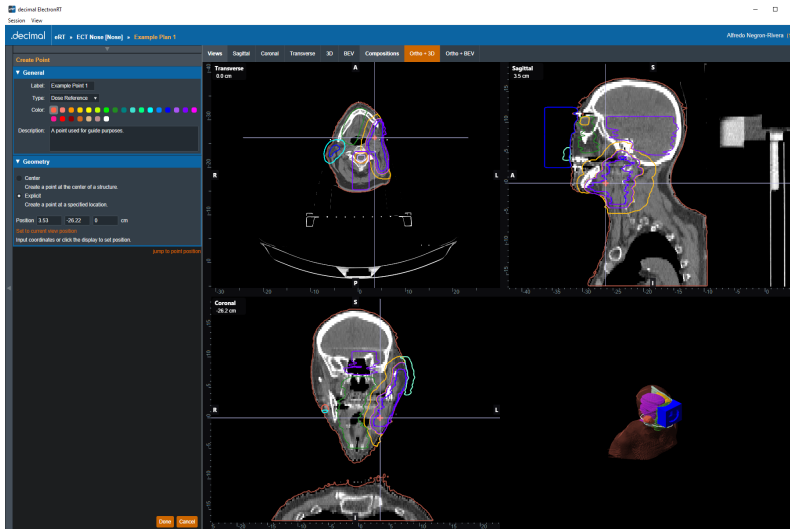 decimal ElectronRT
Session View
.decimal eRT » ECT Nose [Nose] » Example Plan 1
Alfredo Negron-Rivera
Views Sagittal Coronal Transverse 3D BEV Compositions Ortho + 3D Ortho + BEV
Create Point
General
Label: Example Point 1
Type: Dose Reference
Color:
Description: A point used for guide purposes.
Geometry
Center
Create a point at the center of a structure.
Explicit
Create a point at a specified location.
Position 3.53 -26.22 0 cm
Set to current view position
Input coordinates or click the display to set position.
jump to point position
Done Cancel
Transverse
0.0 cm
A
R
L
P
Sagittal
3.5 cm
S
A
I
Coronal
-26.2 cm
S
R
L
I